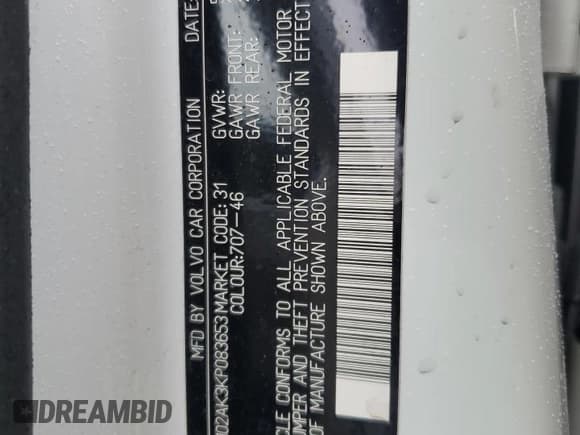 MFD BY VOLVO CAR CORPORATION DATE:
GVWR:
GAWR FRONT:
GAWR REAR:
02AK3KP083653 MARKET CODE: 31
COLOUR: 707-46
CLE CONFORMS TO ALL APPLICABLE FEDERAL MOTOR
UMPER AND THEFT PREVENTION STANDARDS IN EFFECT
OF MANUFACTURE SHOWN ABOVE.
DREAMBID